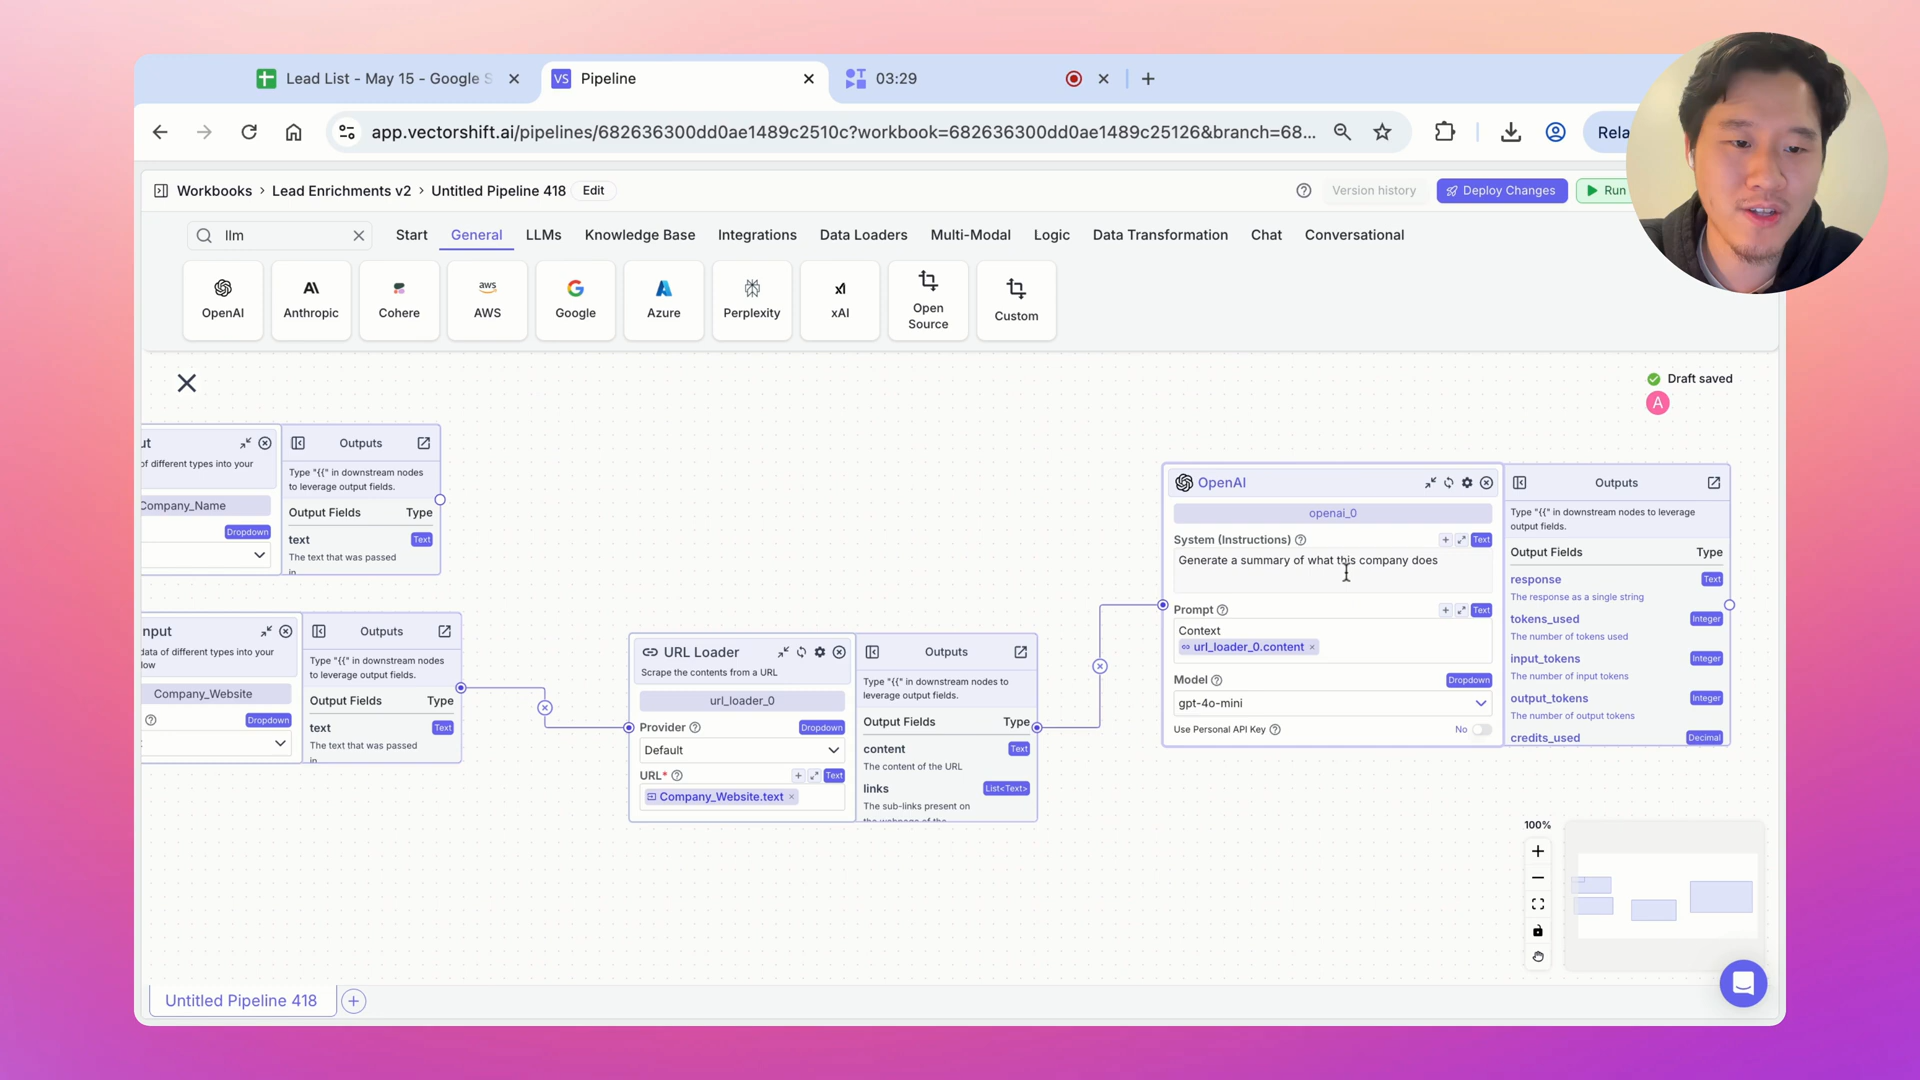 Lead List - May 15 - Google S
VS Pipeline
03:29
app.vectorshift.ai/pipelines/682636300dd0ae1489c2510c?workbook=682636300dd0ae1489c25126&branch=68...
Rela
Workbooks > Lead Enrichments v2 > Untitled Pipeline 418 Edit
Version history
Deploy Changes
Run
llm
Start
General
LLMs
Knowledge Base
Integrations
Data Loaders
Multi-Modal
Logic
Data Transformation
Chat
Conversational
OpenAI
Anthropic
Cohere
aws
AWS
Google
Azure
Perplexity
xAI
Open
Source
Custom
Draft saved
A
ut
of different types into your
Company_Name
Dropdown
Outputs
Type "{{" in downstream nodes
to leverage output fields.
Output Fields Type
text Text
The text that was passed
in
nput
data of different types into your
low
Company_Website
Dropdown
Outputs
Type "{{" in downstream nodes
to leverage output fields.
Output Fields Type
text Text
The text that was passed
in
URL Loader
Scrape the contents from a URL
url_loader_0
Provider Dropdown
Default
URL* Text
Company_Website.text
Outputs
Type "{{" in downstream nodes to
leverage output fields.
Output Fields Type
content Text
The content of the URL
links List<Text>
The sub-links present on
the webpage of the
OpenAI
openai_0
System (Instructions) Text
Generate a summary of what this company does
Prompt Text
Context
url_loader_0.content
Model Dropdown
gpt-4o-mini
Use Personal API Key No
Outputs
Type "{{" in downstream nodes to leverage
output fields.
Output Fields Type
response Text
The response as a single string
tokens_used Integer
The number of tokens used
input_tokens Integer
The number of input tokens
output_tokens Integer
The number of output tokens
credits_used Decimal
100%
Untitled Pipeline 418